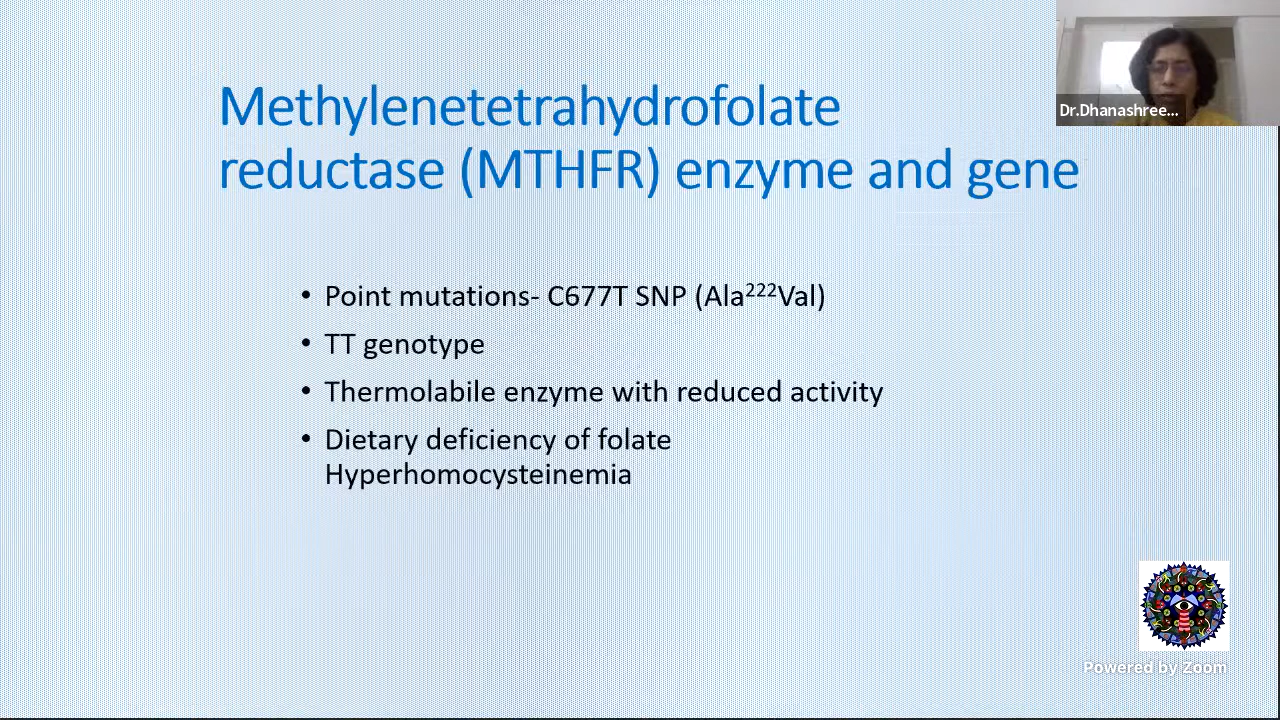 Methylenetetrahydrofolate
reductase (MTHFR) enzyme and gene
Dr.Dhanashree...
• Point mutations- C677T SNP (Ala²²²Val)
• TT genotype
• Thermolabile enzyme with reduced activity
• Dietary deficiency of folate
Hyperhomocysteinemia
Powered by Zoom